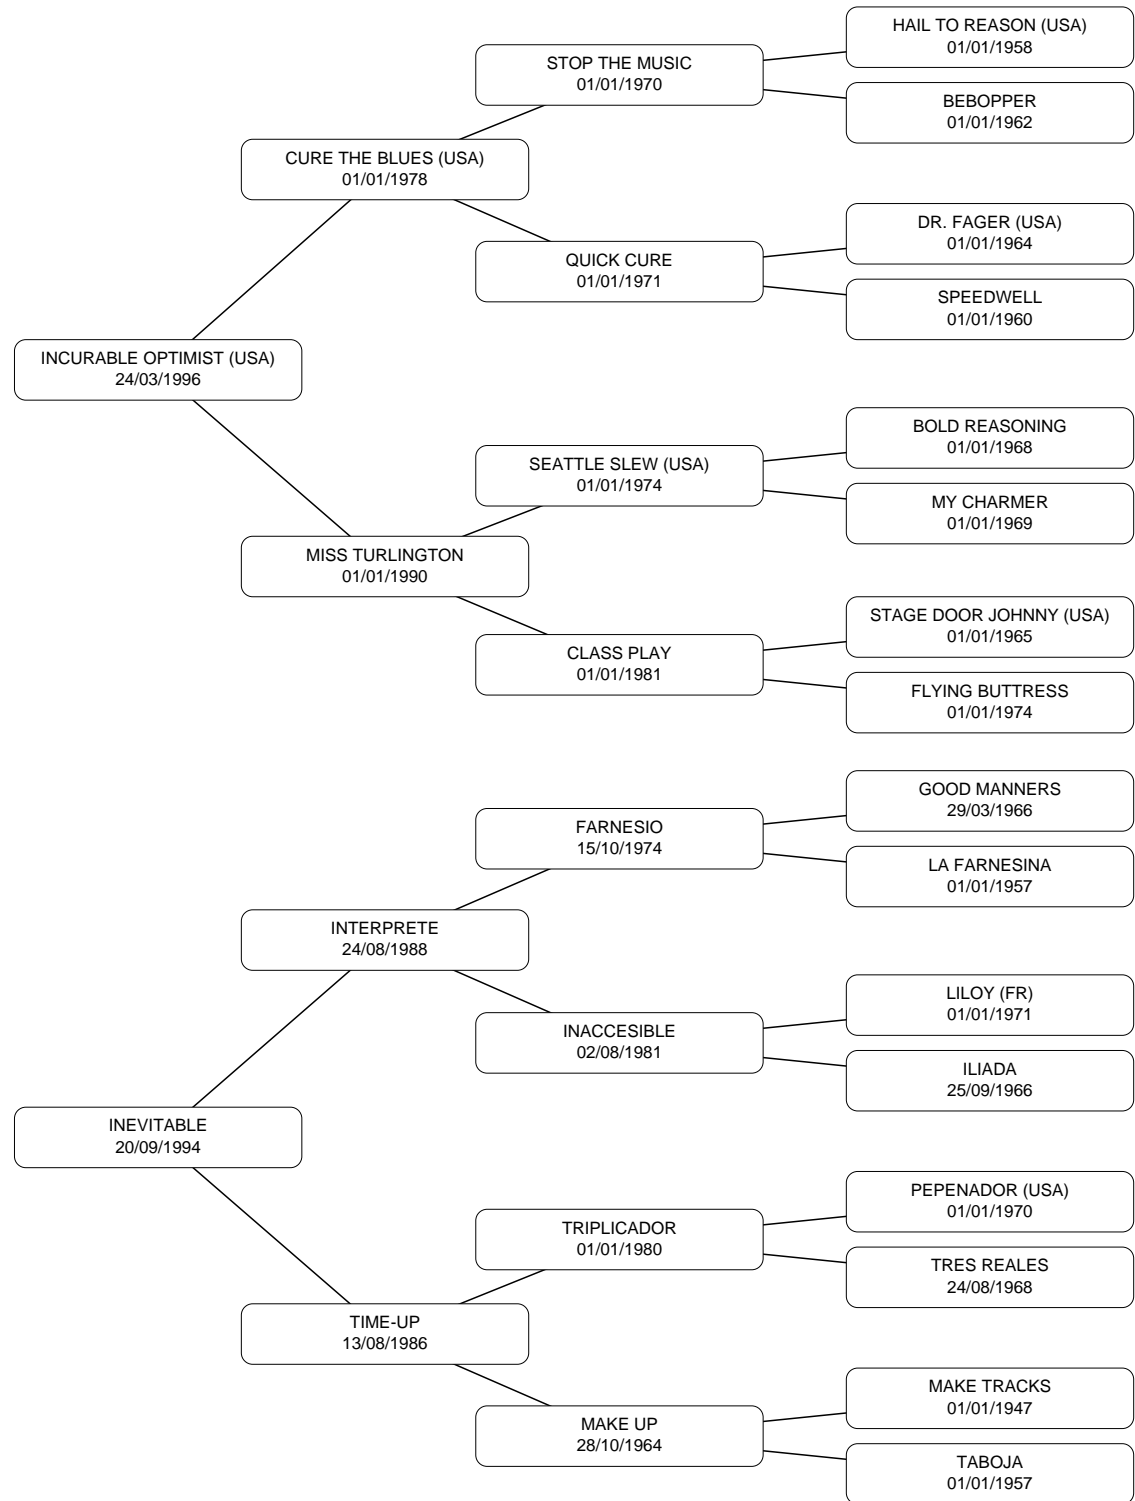 HAIL TO REASON (USA)
01/01/1958
STOP THE MUSIC
01/01/1970
BEBOPPER
01/01/1962
CURE THE BLUES (USA)
01/01/1978
DR. FAGER (USA)
01/01/1964
QUICK CURE
01/01/1971
SPEEDWELL
01/01/1960
INCURABLE OPTIMIST (USA)
24/03/1996
BOLD REASONING
01/01/1968
SEATTLE SLEW (USA)
01/01/1974
MY CHARMER
01/01/1969
MISS TURLINGTON
01/01/1990
STAGE DOOR JOHNNY (USA)
01/01/1965
CLASS PLAY
01/01/1981
FLYING BUTTRESS
01/01/1974
GOOD MANNERS
29/03/1966
FARNESIO
15/10/1974
LA FARNESINA
01/01/1957
INTERPRETE
24/08/1988
LILOY (FR)
01/01/1971
INACCESIBLE
02/08/1981
ILIADA
25/09/1966
INEVITABLE
20/09/1994
PEPENADOR (USA)
01/01/1970
TRIPLICADOR
01/01/1980
TRES REALES
24/08/1968
TIME-UP
13/08/1986
MAKE TRACKS
01/01/1947
MAKE UP
28/10/1964
TABOJA
01/01/1957